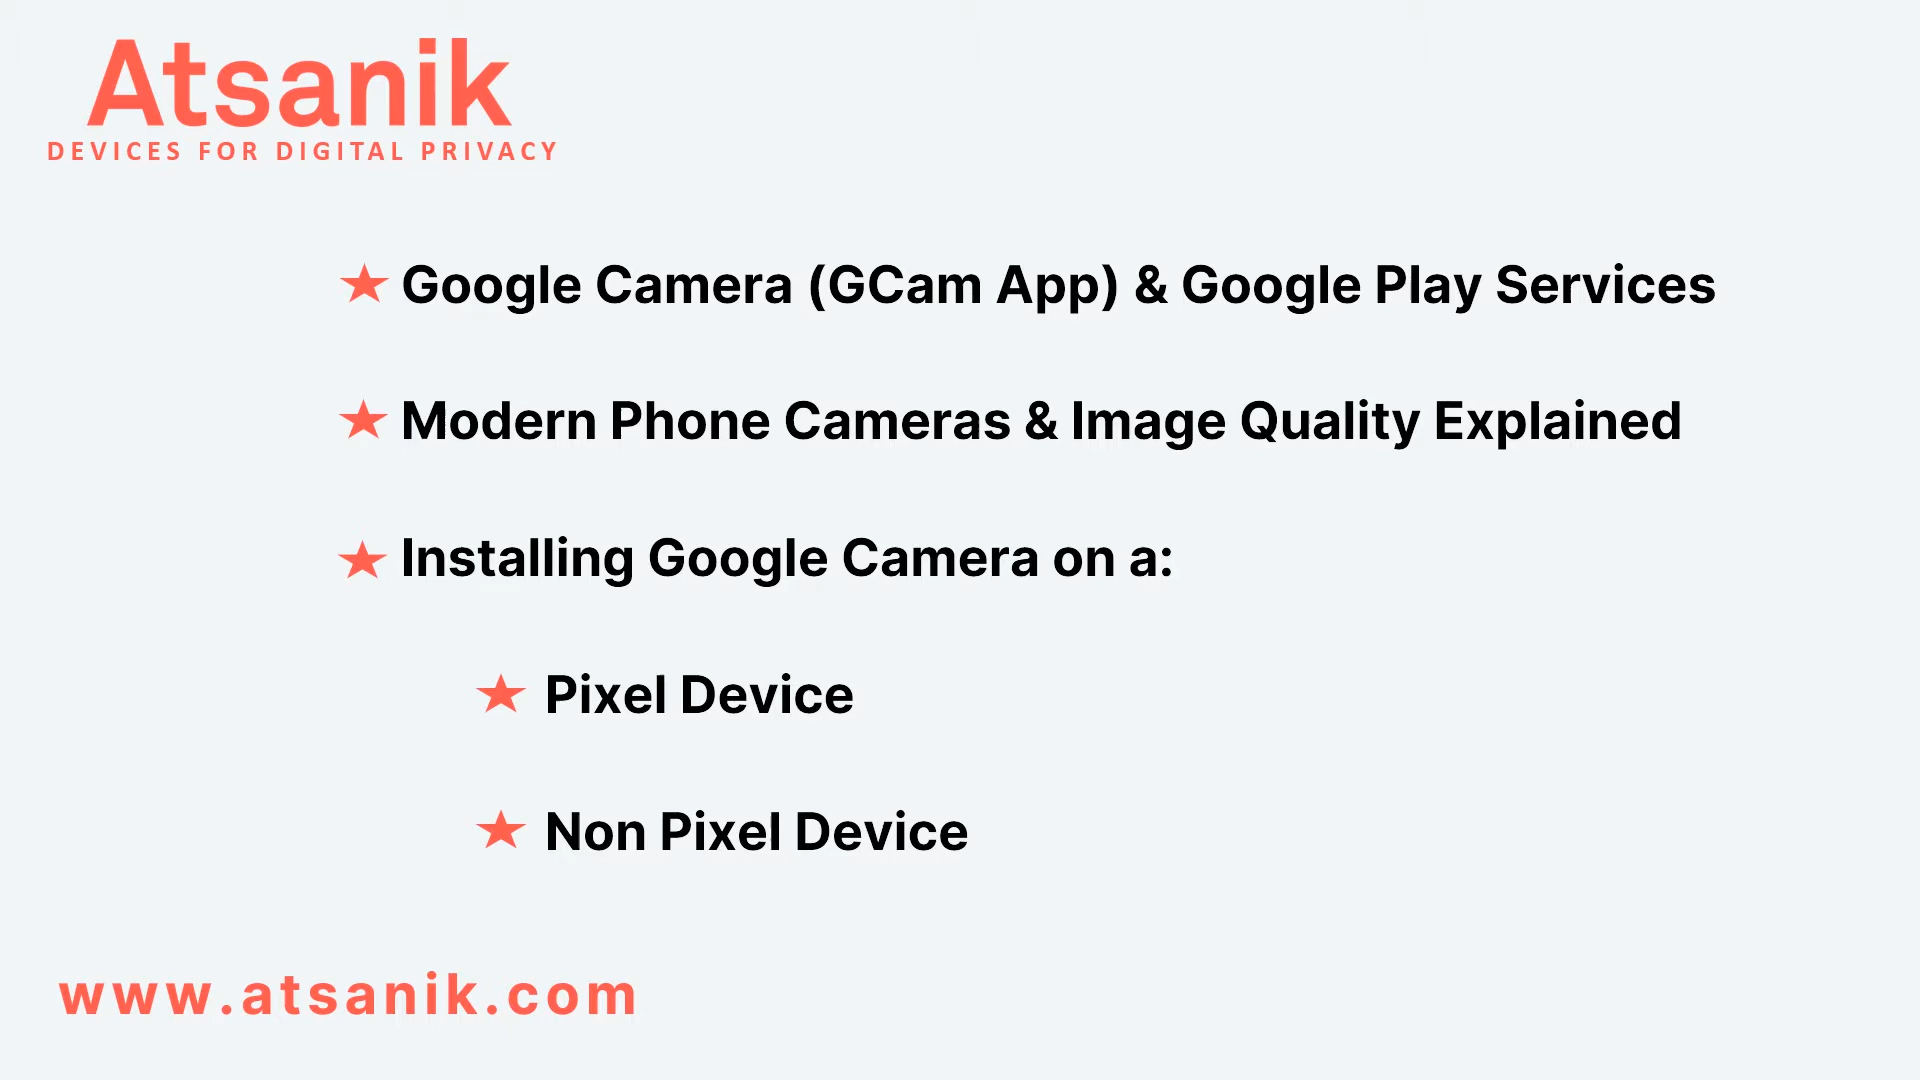 Atsanik
DEVICES FOR DIGITAL PRIVACY
Google Camera (GCam App) & Google Play Services
Modern Phone Cameras & Image Quality Explained
Installing Google Camera on a:
Pixel Device
Non Pixel Device
www.atsanik.com